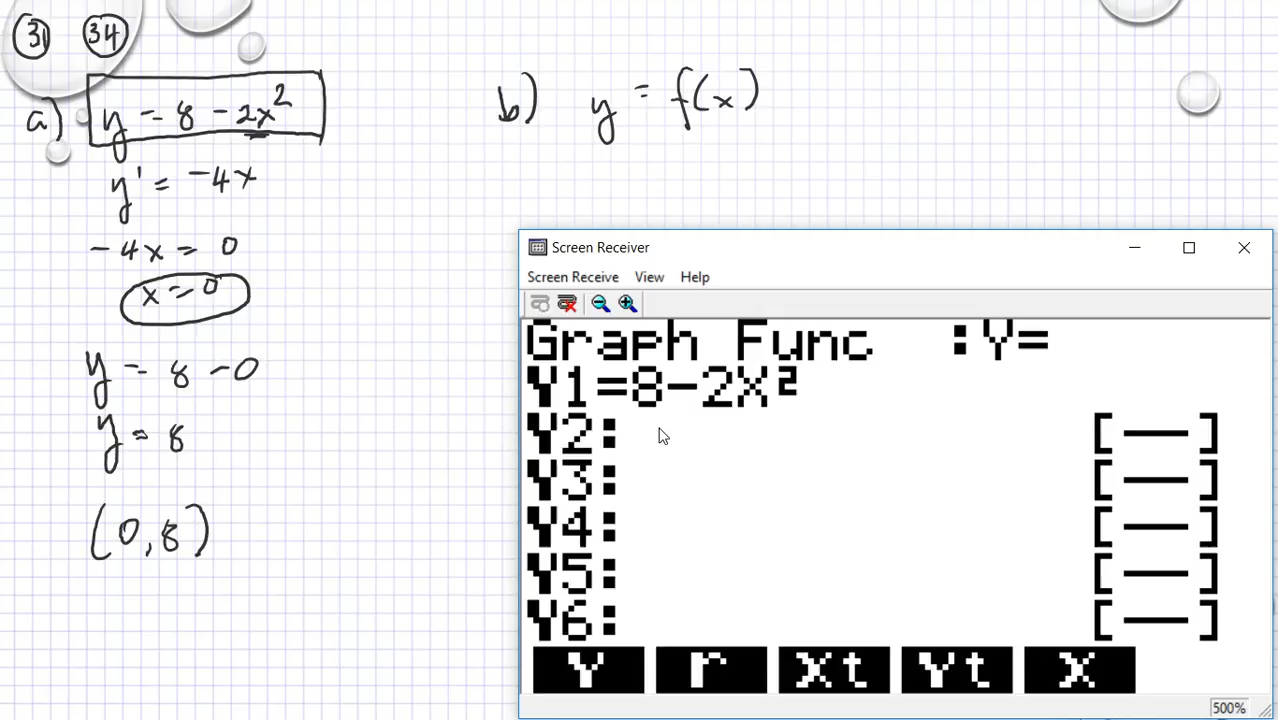 31 34
a) y = 8 - 2x²
y' = -4x
-4x = 0
x = 0
y = 8 - 0
y = 8
(0, 8)
b) y = f(x)
Screen Receiver
Screen Receive View Help
Graph Func :Y=
Y1=8-2X²
Y2: [—]
Y3: [—]
Y4: [—]
Y5: [—]
Y6: [—]
Y r Xt Yt X
500%